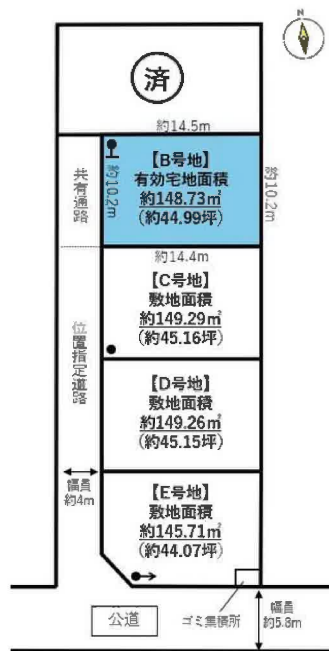 N
済
約14.5m
共有通路
約10.2m
【B号地】
有効宅地面積
約148.73㎡
(約44.99坪)
約10.2m
約14.4m
【C号地】
敷地面積
約149.29㎡
(約45.16坪)
位置指定道路
【D号地】
敷地面積
約149.26㎡
(約45.15坪)
幅員
約4m
【E号地】
敷地面積
約145.71㎡
(約44.07坪)
公道
ゴミ集積所
幅員
約5.8m